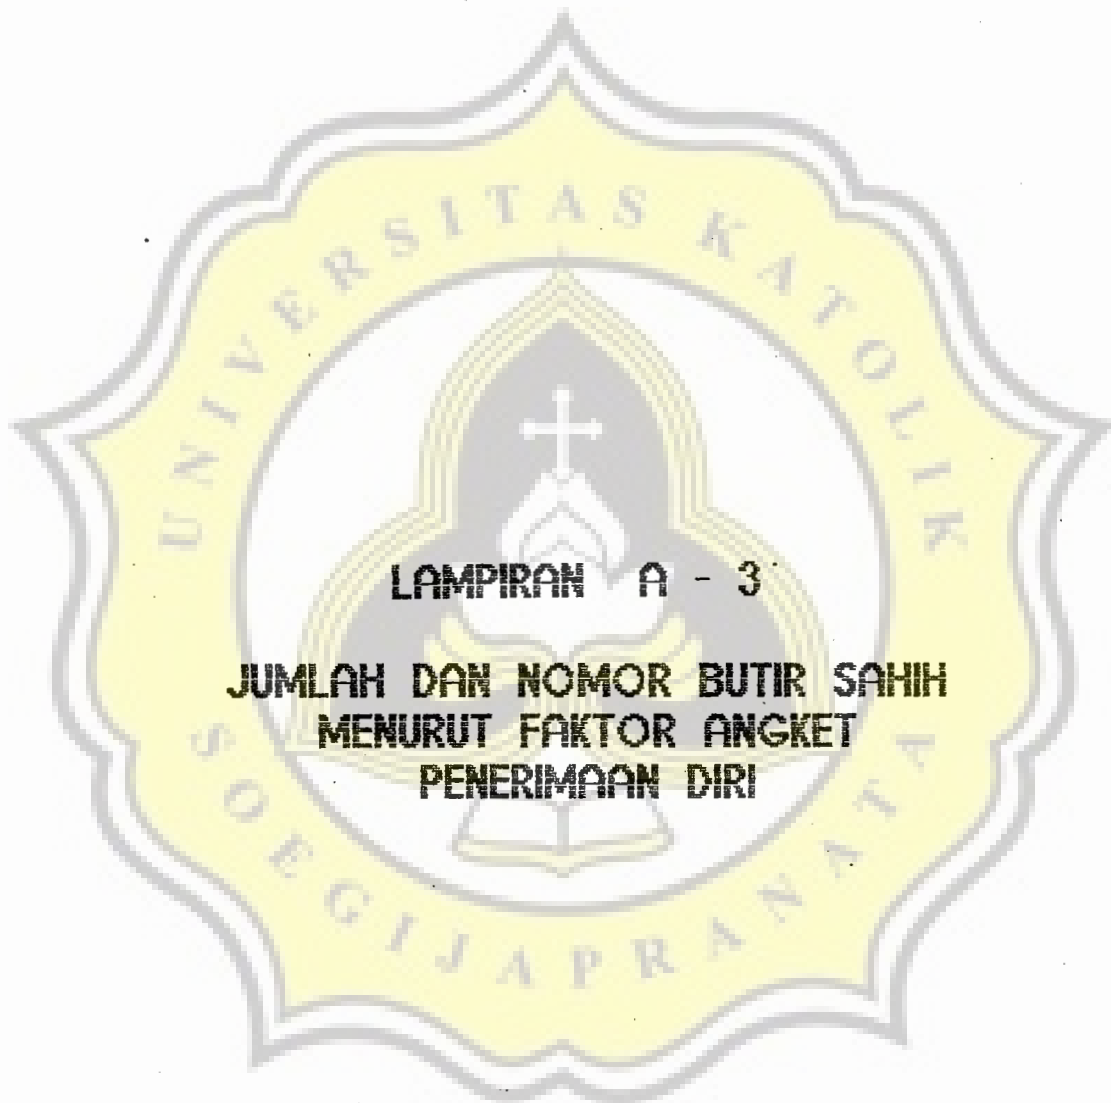 UNIVERSITAS KATOLIK
LAMPIRAN A - 3
JUMLAH DAN NOMOR BUTIR SAHIH
MENURUT FAKTOR ANGKET
PENERIMAAN DIRI
SOEGIJAPRANATA